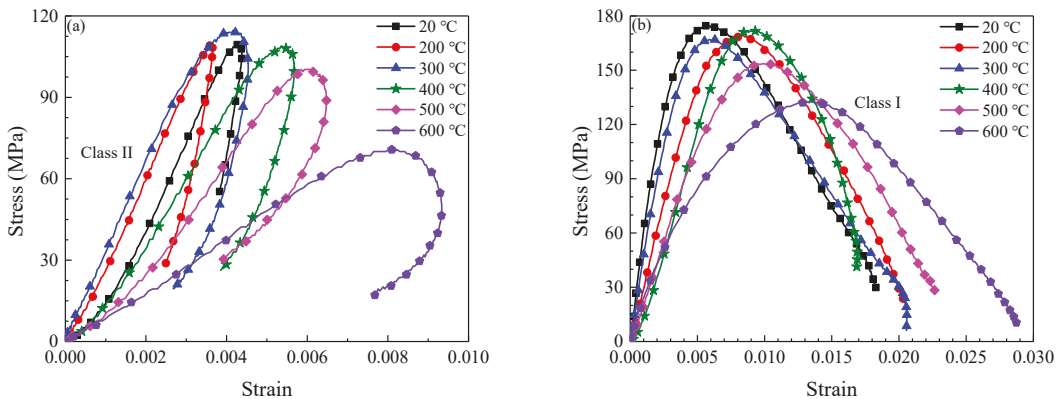 (a)
120
90
60
30
0
Stress (MPa)
Class II
20 ℃
200 ℃
300 ℃
400 ℃
500 ℃
600 ℃
0.000 0.002 0.004 0.006 0.008 0.010
Strain
(b)
180
150
120
90
60
30
0
Stress (MPa)
Class I
20 ℃
200 ℃
300 ℃
400 ℃
500 ℃
600 ℃
0.000 0.005 0.010 0.015 0.020 0.025 0.030
Strain